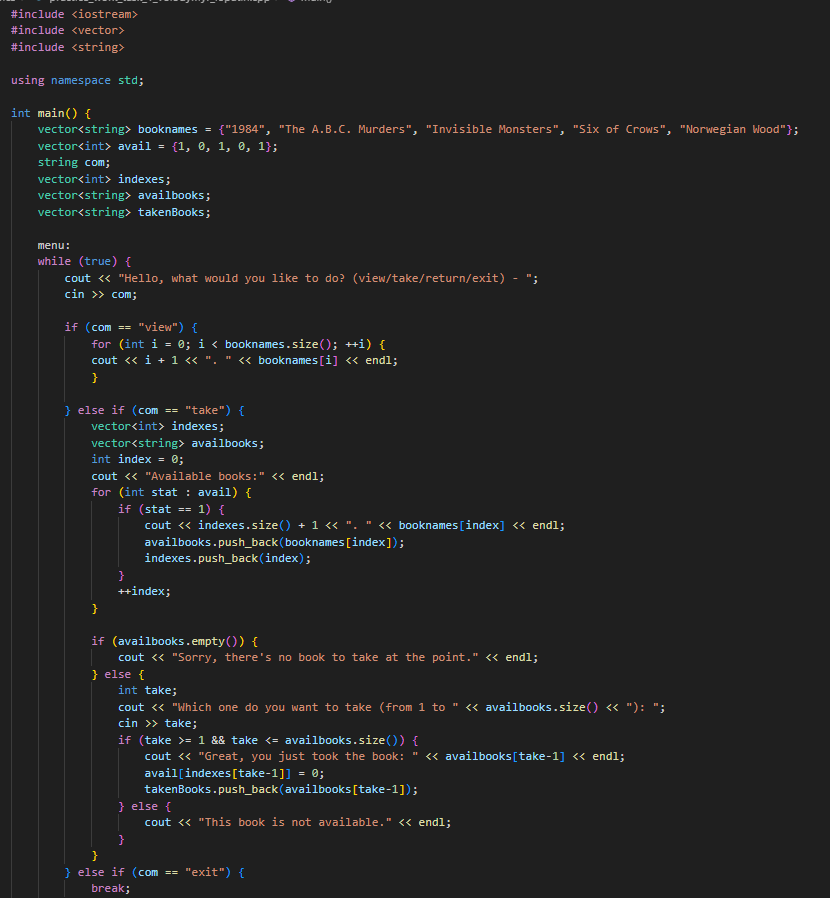 #include <iostream>
#include <vector>
#include <string>

using namespace std;

int main() {
    vector<string> booknames = {"1984", "The A.B.C. Murders", "Invisible Monsters", "Six of Crows", "Norwegian Wood"};
    vector<int> avail = {1, 0, 1, 0, 1};
    string com;
    vector<int> indexes;
    vector<string> availbooks;
    vector<string> takenBooks;

    menu:
    while (true) {
        cout << "Hello, what would you like to do? (view/take/return/exit) - ";
        cin >> com;

        if (com == "view") {
            for (int i = 0; i < booknames.size(); ++i) {
            cout << i + 1 << ". " << booknames[i] << endl;
            }

        } else if (com == "take") {
            vector<int> indexes;
            vector<string> availbooks;
            int index = 0;
            cout << "Available books:" << endl;
            for (int stat : avail) {
                if (stat == 1) {
                    cout << indexes.size() + 1 << ". " << booknames[index] << endl;
                    availbooks.push_back(booknames[index]);
                    indexes.push_back(index);
                }
                ++index;
            }

            if (availbooks.empty()) {
                cout << "Sorry, there's no book to take at the point." << endl;
            } else {
                int take;
                cout << "Which one do you want to take (from 1 to " << availbooks.size() << "): ";
                cin >> take;
                if (take >= 1 && take <= availbooks.size()) {
                    cout << "Great, you just took the book: " << availbooks[take-1] << endl;
                    avail[indexes[take-1]] = 0;
                    takenBooks.push_back(availbooks[take-1]);
                } else {
                    cout << "This book is not available." << endl;
                }
            }
        } else if (com == "exit") {
            break;